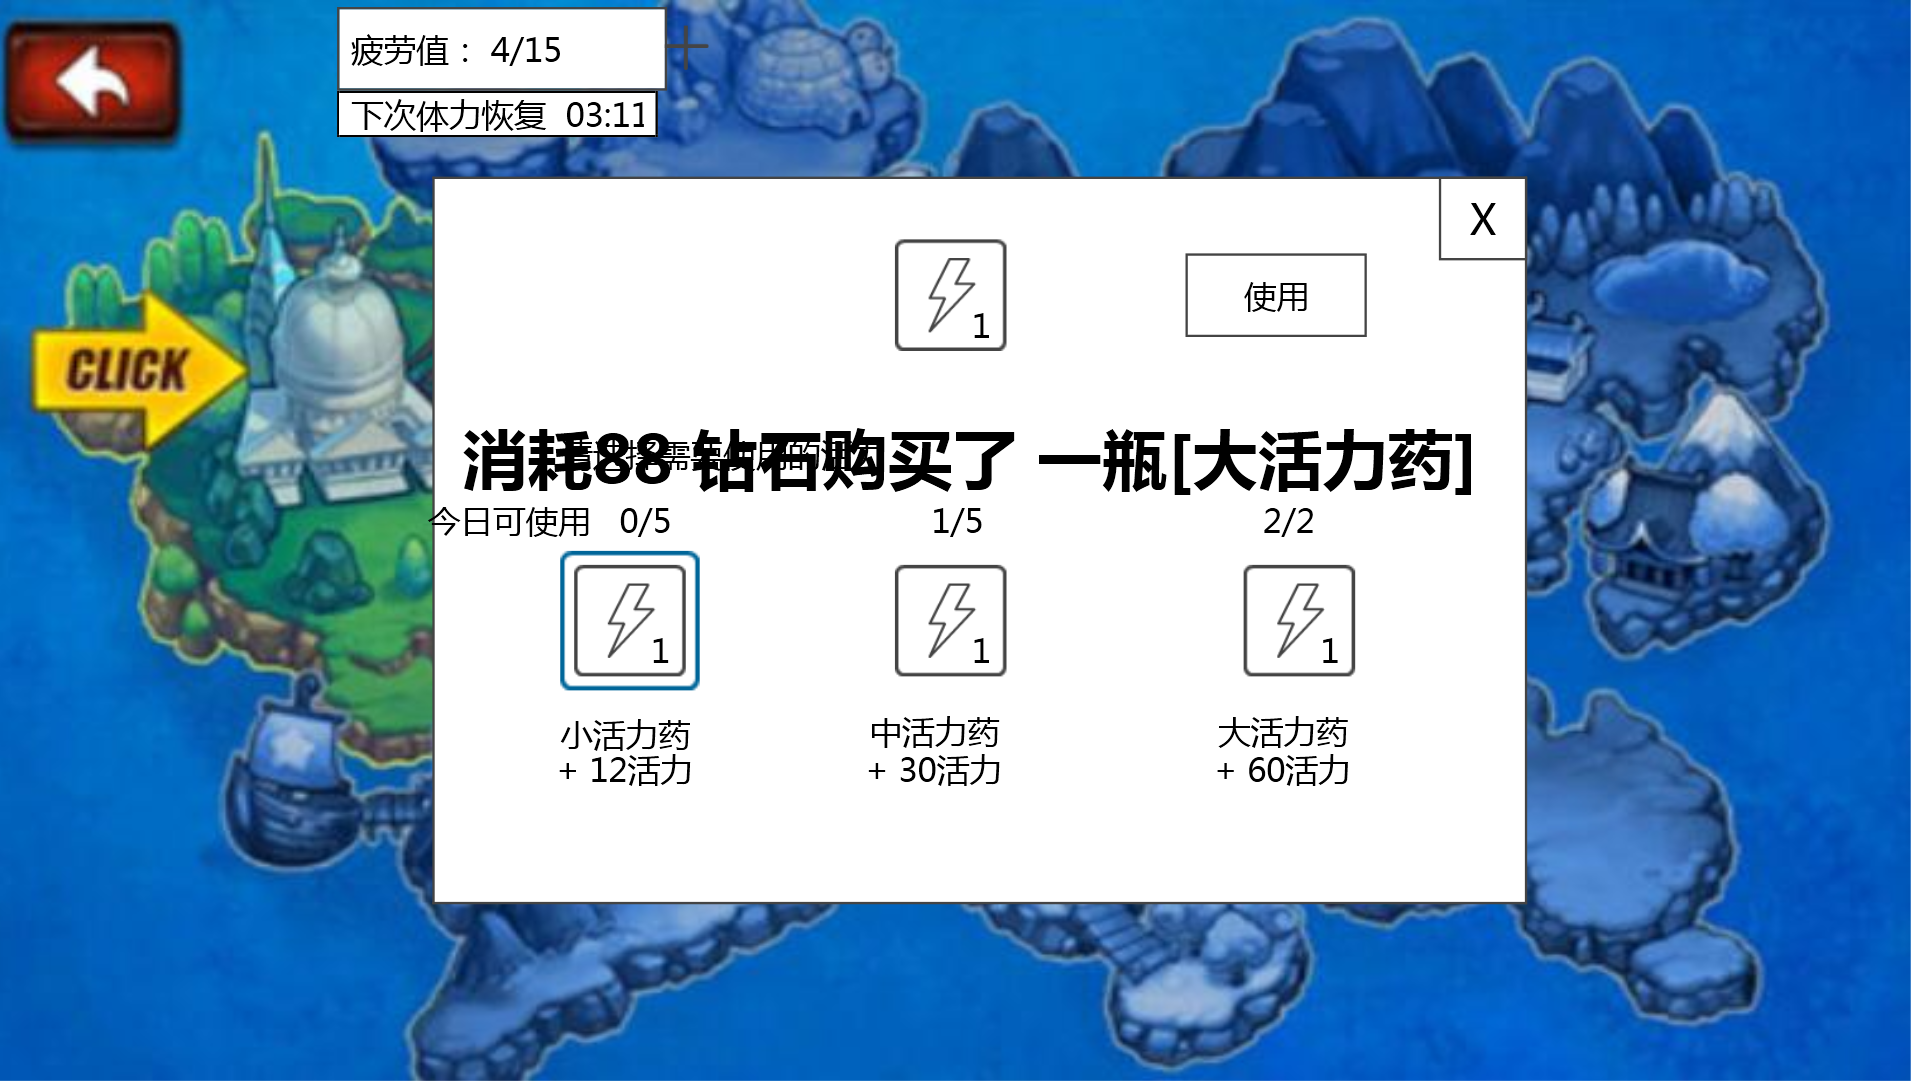 疲劳值： 4/15
下次体力恢复 03:11
X
1
使用
CLICK
消耗88 钻石购买了 一瓶[大活力药]
今日可使用 0/5 1/5 2/2
1 1 1
小活力药 中活力药 大活力药
+ 12活力 + 30活力 + 60活力